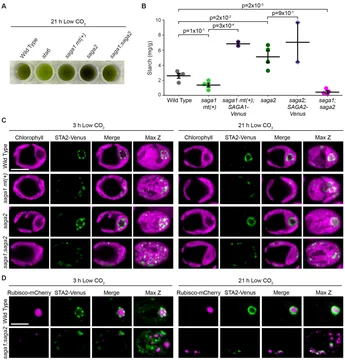 A
21 h Low CO2
Wild Type
sta6
saga1 mt(+)
saga2
saga1;saga2
B
p=2x10-5
p=2x10-2
p=9x10-1
p=3x10-4
p=1x10-2
Starch (mg/g)
10
8
6
4
2
0
Wild Type
saga1 mt(+)
saga1 mt(+); SAGA1-Venus
saga2
saga2; SAGA2-Venus
saga1; saga2
C
3 h Low CO2
21 h Low CO2
Chlorophyll STA2-Venus Merge Max Z
Chlorophyll STA2-Venus Merge Max Z
Wild Type
saga1 mt(+)
saga2
saga1;saga2
D
3 h Low CO2
21 h Low CO2
Rubisco-mCherry STA2-Venus Merge Max Z
Rubisco-mCherry STA2-Venus Merge Max Z
Wild Type
saga1;saga2